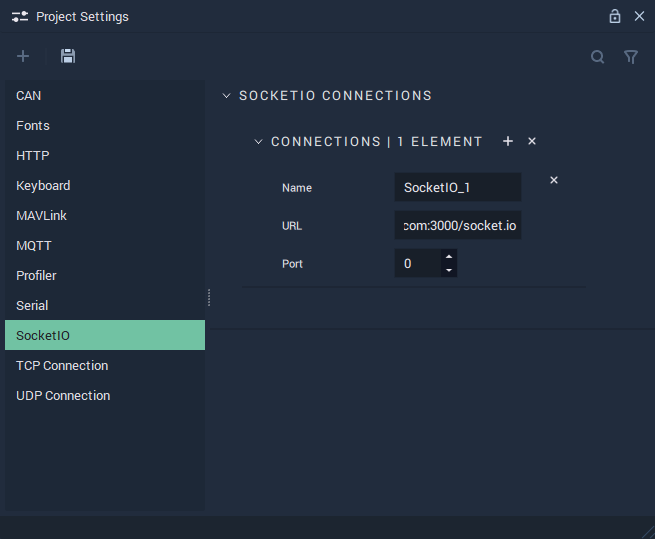 Project Settings
CAN
Fonts
HTTP
Keyboard
MAVLink
MQTT
Profiler
Serial
SocketIO
TCP Connection
UDP Connection
SOCKETIO CONNECTIONS
CONNECTIONS | 1 ELEMENT
Name SocketIO_1
URL com:3000/socket.io
Port 0